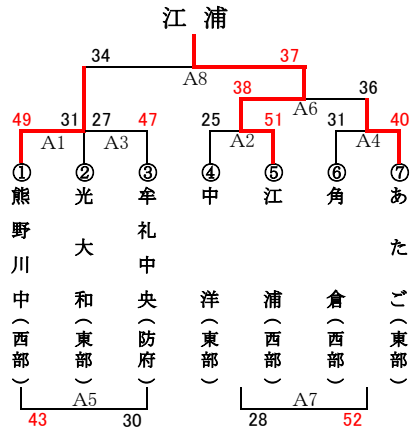 江浦
34
37
A8
38
36
A6
49
31
27
47
25
51
31
40
A1
A3
A2
A4
①
②
③
④
⑤
⑥
⑦
熊野川中(西部)
光大和(東部)
牟礼中央(防府)
中洋(東部)
江浦(西部)
角倉(西部)
あたご(東部)
A5
A7
43
30
28
52